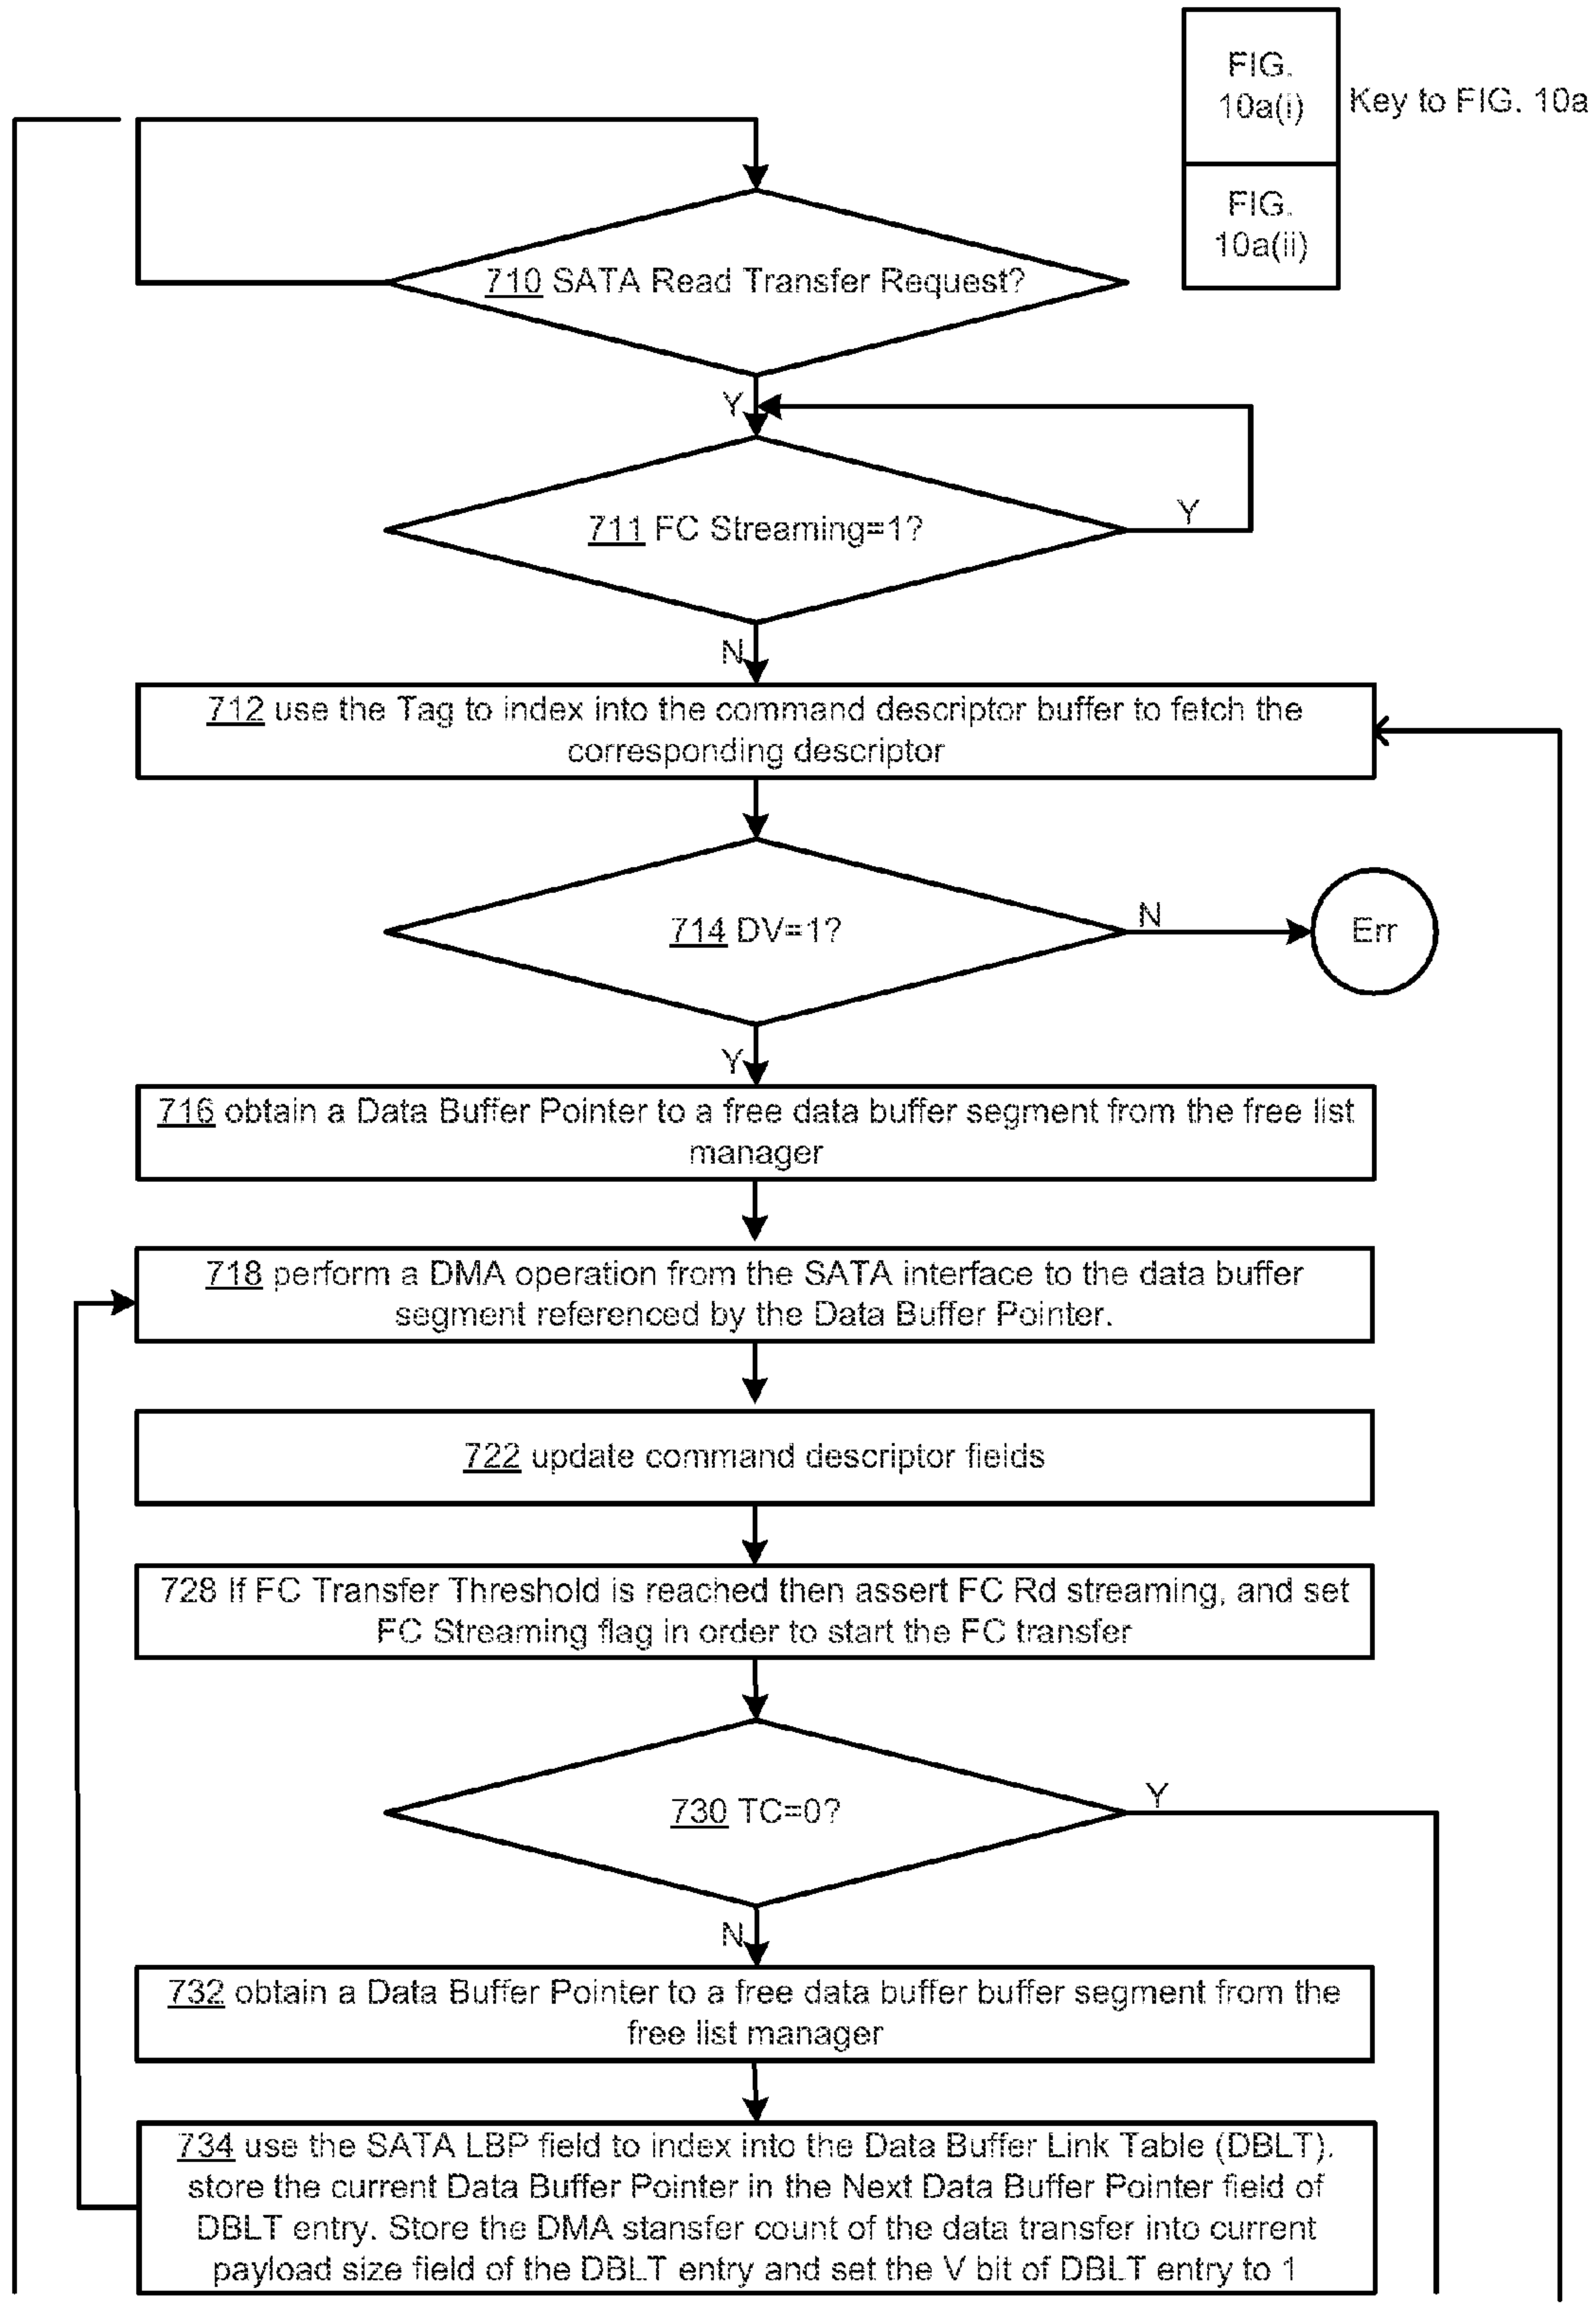 FIG.
10a(i)
Key to FIG. 10a
FIG.
10a(ii)
710 SATA Read Transfer Request?
Y
711 FC Streaming=1?
Y
N
712 use the Tag to index into the command descriptor buffer to fetch the
corresponding descriptor
714 DV=1?
N
Err
Y
716 obtain a Data Buffer Pointer to a free data buffer segment from the free list
manager
718 perform a DMA operation from the SATA interface to the data buffer
segment referenced by the Data Buffer Pointer.
722 update command descriptor fields
728 If FC Transfer Threshold is reached then assert FC Rd streaming, and set
FC Streaming flag in order to start the FC transfer
730 TC=0?
Y
N
732 obtain a Data Buffer Pointer to a free data buffer buffer segment from the
free list manager
734 use the SATA LBP field to index into the Data Buffer Link Table (DBLT).
store the current Data Buffer Pointer in the Next Data Buffer Pointer field of
DBLT entry. Store the DMA stansfer count of the data transfer into current
payload size field of the DBLT entry and set the V bit of DBLT entry to 1